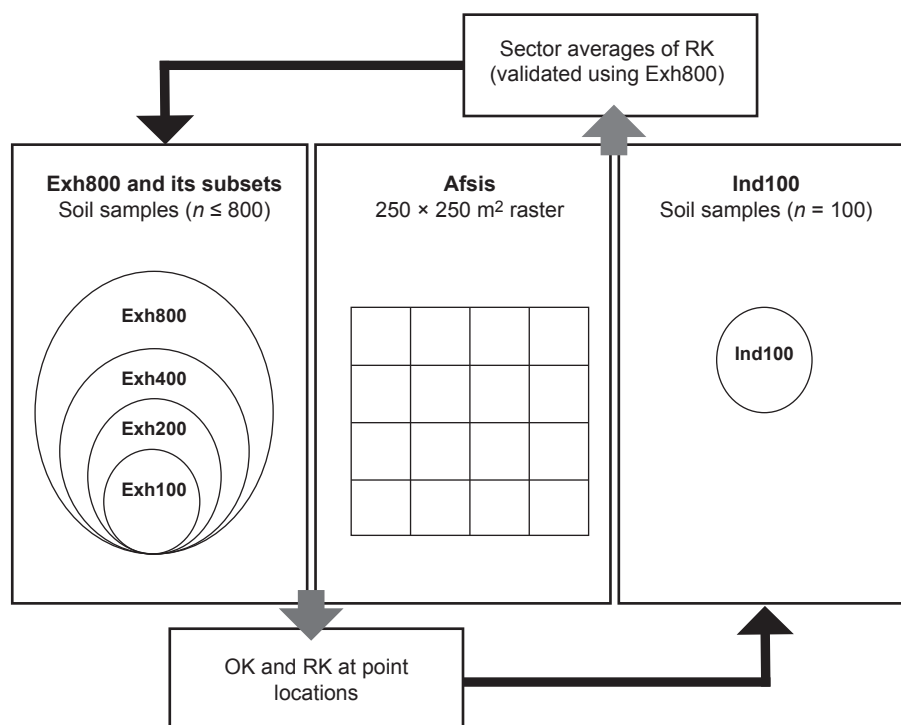 Sector averages of RK
(validated using Exh800)
Exh800 and its subsets
Soil samples (n ≤ 800)
Exh800
Exh400
Exh200
Exh100
Afsis
250 × 250 m² raster
Ind100
Soil samples (n = 100)
Ind100
OK and RK at point
locations